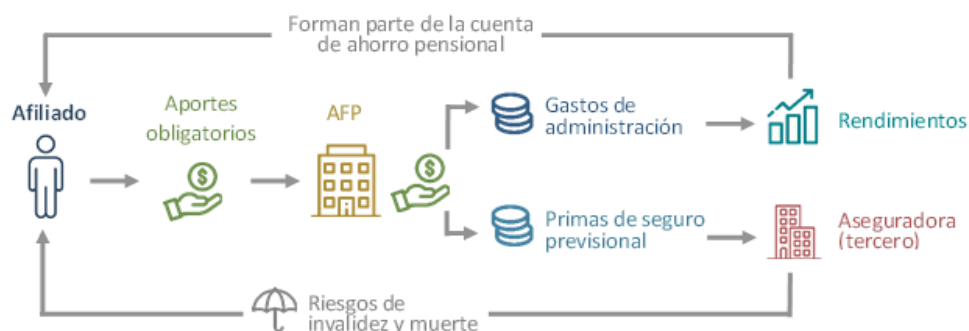 Forman parte de la cuenta
de ahorro pensional
Afiliado
Aportes
obligatorios
AFP
Gastos de
administración
Rendimientos
Primas de seguro
previsional
Aseguradora
(tercero)
Riesgos de
invalidez y muerte